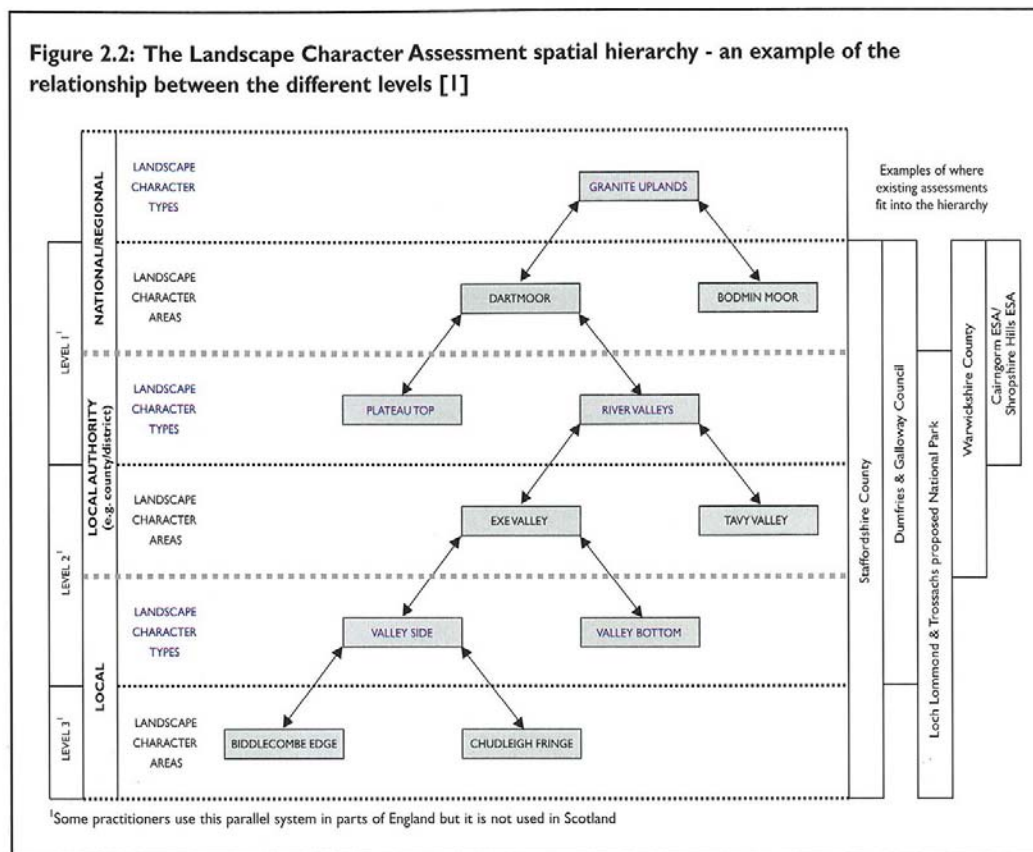 Figure 2.2: The Landscape Character Assessment spatial hierarchy - an example of the
relationship between the different levels [1]
NATIONAL/REGIONAL
LANDSCAPE
CHARACTER
TYPES
GRANITE UPLANDS
Examples of where
existing assessments
fit into the hierarchy
LEVEL 1¹
LANDSCAPE
CHARACTER
AREAS
DARTMOOR
BODMIN MOOR
LOCAL AUTHORITY
(e.g. county/district)
LANDSCAPE
CHARACTER
TYPES
PLATEAU TOP
RIVER VALLEYS
LEVEL 2¹
LANDSCAPE
CHARACTER
AREAS
EXE VALLEY
TAVY VALLEY
LOCAL
LANDSCAPE
CHARACTER
TYPES
VALLEY SIDE
VALLEY BOTTOM
LEVEL 3¹
LANDSCAPE
CHARACTER
AREAS
BIDDLECOMBE EDGE
CHUDLEIGH FRINGE
Staffordshire County
Dumfries & Galloway Council
Loch Lommond & Trossachs proposed National Park
Warwickshire County
Cairngorm ESA/
Shropshire Hills ESA
¹Some practitioners use this parallel system in parts of England but it is not used in Scotland